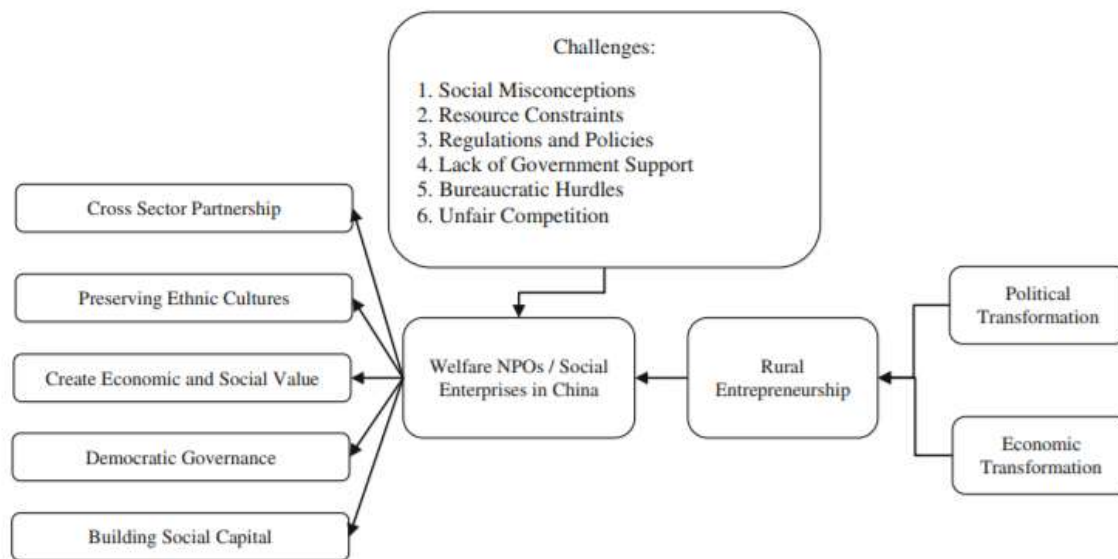 Challenges:
1. Social Misconceptions
2. Resource Constraints
3. Regulations and Policies
4. Lack of Government Support
5. Bureaucratic Hurdles
6. Unfair Competition
Cross Sector Partnership
Preserving Ethnic Cultures
Create Economic and Social Value
Democratic Governance
Building Social Capital
Welfare NPOs / Social
Enterprises in China
Rural
Entrepreneurship
Political
Transformation
Economic
Transformation